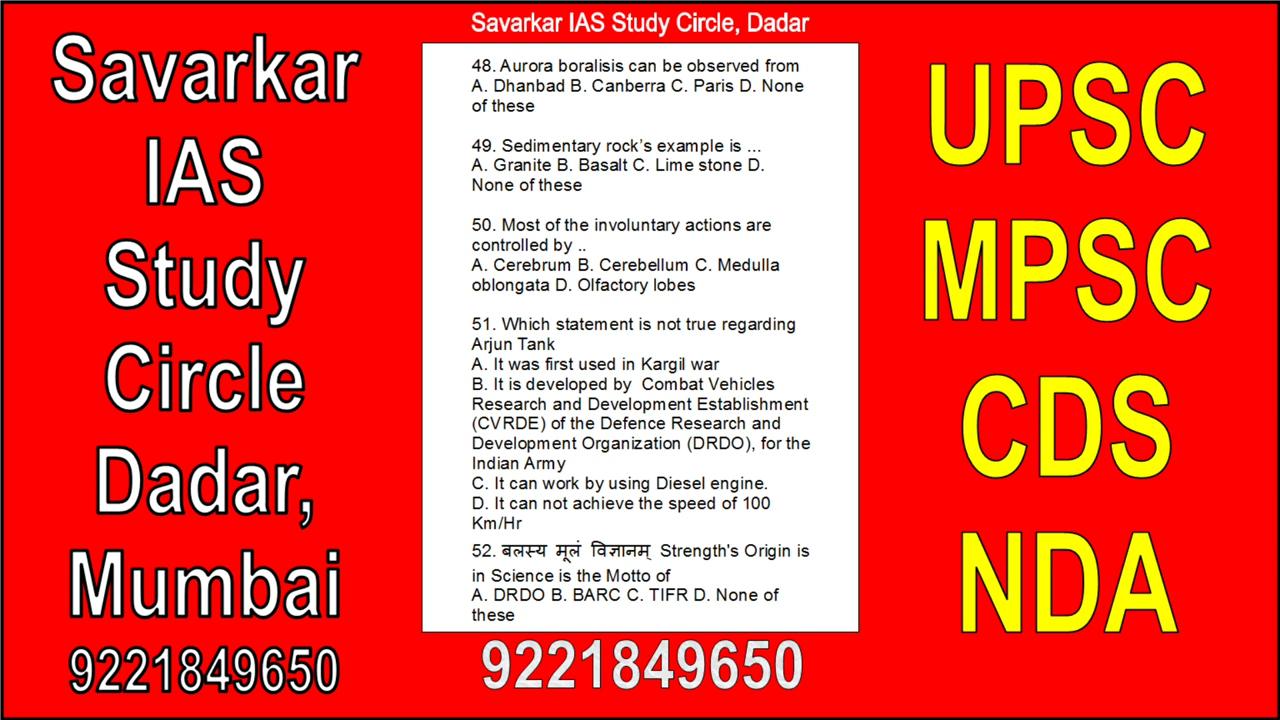 Savarkar
IAS
Study
Circle
Dadar,
Mumbai
9221849650
Savarkar IAS Study Circle, Dadar
48. Aurora boralisis can be observed from
A. Dhanbad B. Canberra C. Paris D. None
of these
49. Sedimentary rock's example is ...
A. Granite B. Basalt C. Lime stone D.
None of these
50. Most of the involuntary actions are
controlled by ..
A. Cerebrum B. Cerebellum C. Medulla
oblongata D. Olfactory lobes
51. Which statement is not true regarding
Arjun Tank
A. It was first used in Kargil war
B. It is developed by  Combat Vehicles
Research and Development Establishment
(CVRDE) of the Defence Research and
Development Organization (DRDO), for the
Indian Army
C. It can work by using Diesel engine.
D. It can not achieve the speed of 100
Km/Hr
52. बलस्य मूलं विज्ञानम् Strength's Origin is
in Science is the Motto of
A. DRDO B. BARC C. TIFR D. None of
these
9221849650
UPSC
MPSC
CDS
NDA